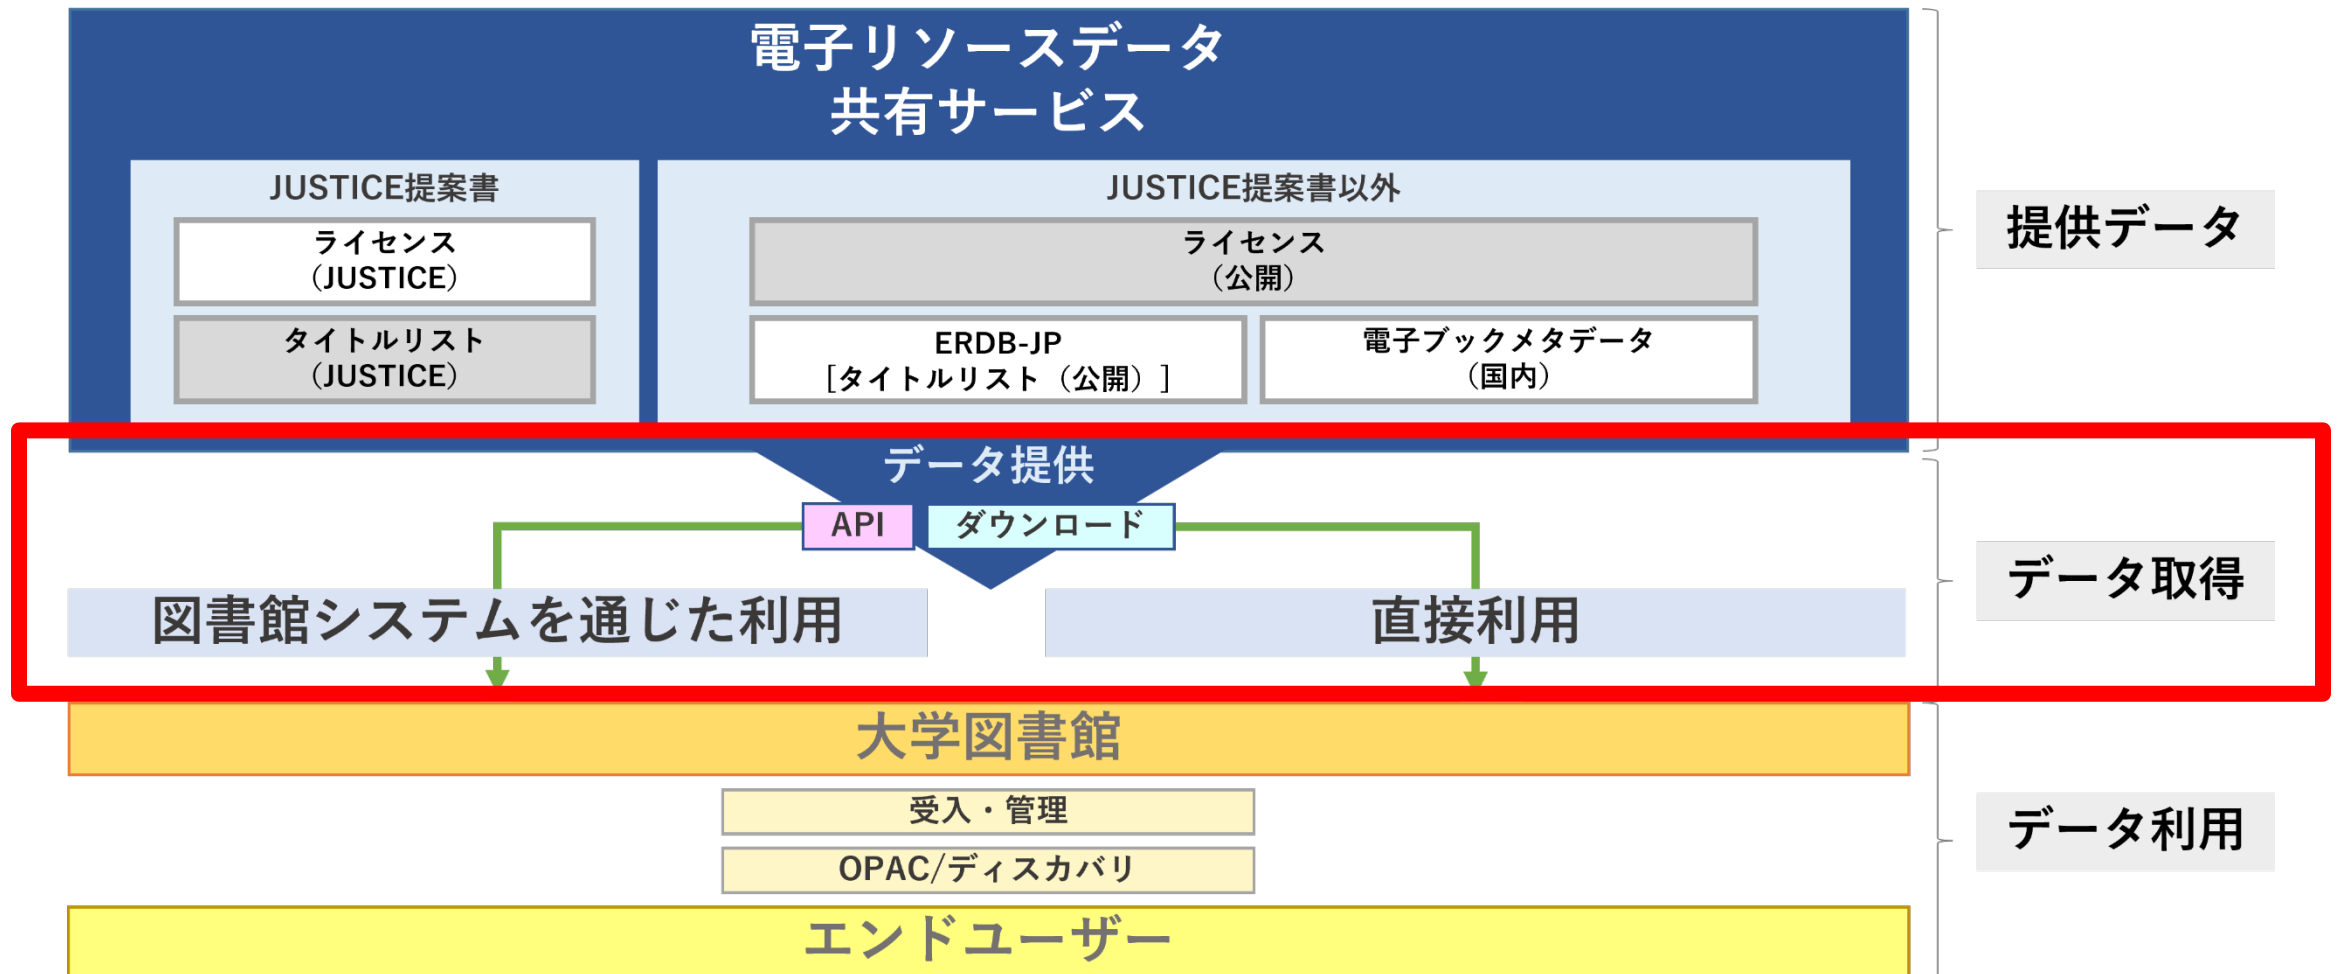 電子リソースデータ
共有サービス
JUSTICE提案書
ライセンス
（JUSTICE）
タイトルリスト
（JUSTICE）
JUSTICE提案書以外
ライセンス
（公開）
ERDB-JP
［タイトルリスト（公開）］
電子ブックメタデータ
（国内）
提供データ
データ提供
API
ダウンロード
図書館システムを通じた利用
直接利用
データ取得
大学図書館
受入・管理
OPAC/ディスカバリ
データ利用
エンドユーザー